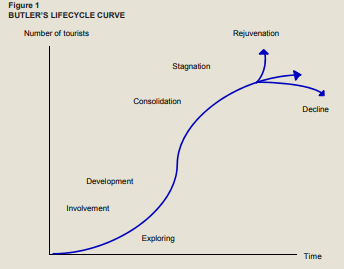 Figure 1
BUTLER'S LIFECYCLE CURVE
Number of tourists
Rejuvenation
Stagnation
Consolidation
Decline
Development
Involvement
Exploring
Time